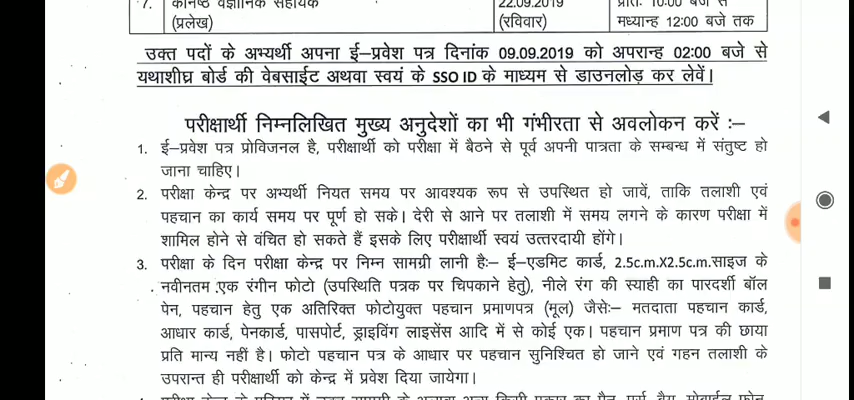 7. कनिष्ठ वैज्ञानिक सहायक 22.09.2019 प्रातः 10:00 बजे से
(प्रलेख) (रविवार) मध्यान्ह 12:00 बजे तक
उक्त पदों के अभ्यर्थी अपना ई–प्रवेश पत्र दिनांक 09.09.2019 को अपरान्ह 02:00 बजे से
यथाशीघ्र बोर्ड की वेबसाईट अथवा स्वयं के SSO ID के माध्यम से डाउनलोड़ कर लेवें।
परीक्षार्थी निम्नलिखित मुख्य अनुदेशों का भी गंभीरता से अवलोकन करें :–
1. ई–प्रवेश पत्र प्रोविजनल है, परीक्षार्थी को परीक्षा में बैठने से पूर्व अपनी पात्रता के सम्बन्ध में संतुष्ट हो
जाना चाहिए।
2. परीक्षा केन्द्र पर अभ्यर्थी नियत समय पर आवश्यक रूप से उपस्थित हो जावें, ताकि तलाशी एवं
पहचान का कार्य समय पर पूर्ण हो सके। देरी से आने पर तलाशी में समय लगने के कारण परीक्षा में
शामिल होने से वंचित हो सकते हैं इसके लिए परीक्षार्थी स्वयं उत्तरदायी होंगे।
3. परीक्षा के दिन परीक्षा केन्द्र पर निम्न सामग्री लानी हैः– ई–एडमिट कार्ड, 2.5c.m.X2.5c.m.साइज के
नवीनतम एक रंगीन फोटो (उपस्थिति पत्रक पर चिपकाने हेतु), नीले रंग की स्याही का पारदर्शी बॉल
पेन, पहचान हेतु एक अतिरिक्त फोटोयुक्त पहचान प्रमाणपत्र (मूल) जैसेः– मतदाता पहचान कार्ड,
आधार कार्ड, पेनकार्ड, पासपोर्ट, ड्राइविंग लाइसेंस आदि में से कोई एक। पहचान प्रमाण पत्र की छाया
प्रति मान्य नहीं है। फोटो पहचान पत्र के आधार पर पहचान सुनिश्चित हो जाने एवं गहन तलाशी के
उपरान्त ही परीक्षार्थी को केन्द्र में प्रवेश दिया जायेगा।